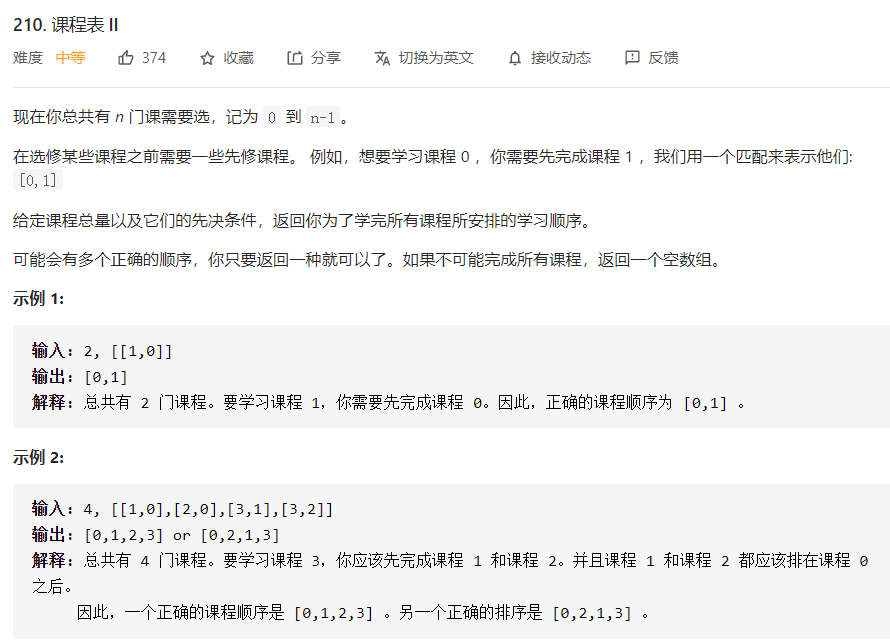 210. 课程表 II
难度 中等 374 收藏 分享 切换为英文 接收动态 反馈
现在你总共有 n 门课需要选，记为 0 到 n-1。
在选修某些课程之前需要一些先修课程。 例如，想要学习课程 0 ，你需要先完成课程 1 ，我们用一个匹配来表示他们:
[0,1]
给定课程总量以及它们的先决条件，返回你为了学完所有课程所安排的学习顺序。
可能会有多个正确的顺序，你只要返回一种就可以了。如果不可能完成所有课程，返回一个空数组。
示例 1:
输入: 2, [[1,0]]
输出: [0,1]
解释: 总共有 2 门课程。要学习课程 1，你需要先完成课程 0。因此，正确的课程顺序为 [0,1] 。
示例 2:
输入: 4, [[1,0],[2,0],[3,1],[3,2]]
输出: [0,1,2,3] or [0,2,1,3]
解释: 总共有 4 门课程。要学习课程 3，你应该先完成课程 1 和课程 2。并且课程 1 和课程 2 都应该排在课程 0
之后。
因此，一个正确的课程顺序是 [0,1,2,3] 。另一个正确的排序是 [0,2,1,3] 。